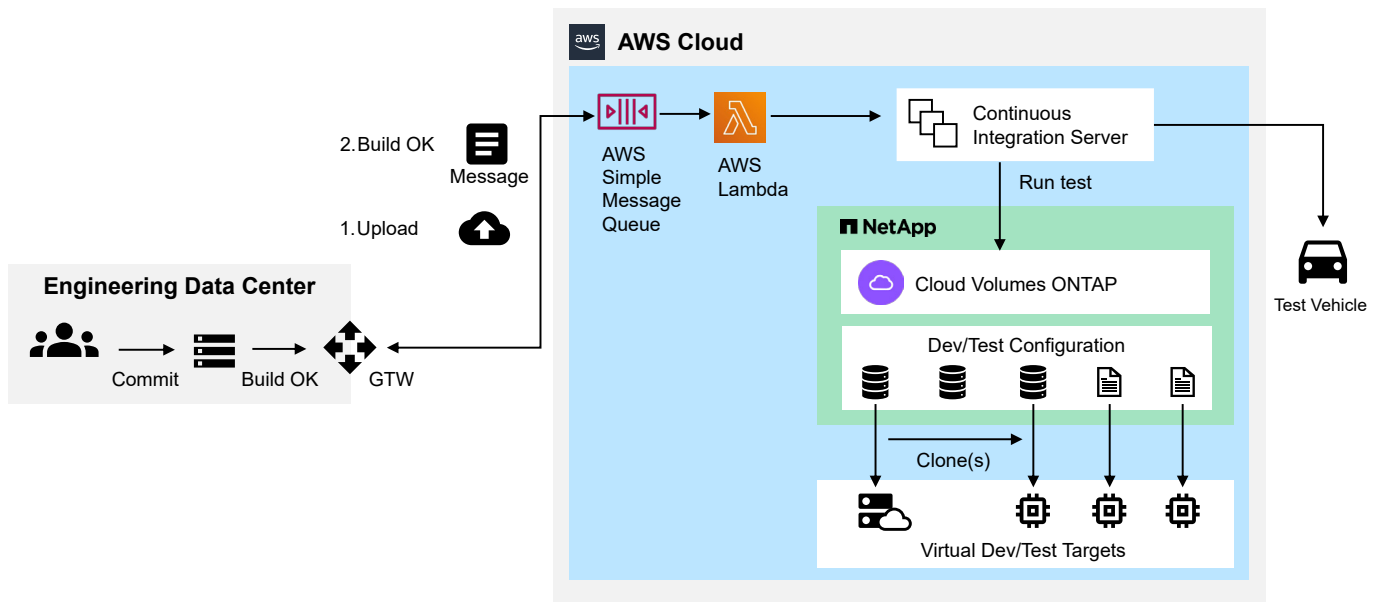 aws
AWS Cloud
2.Build OK
Message
1.Upload
Engineering Data Center
Commit
Build OK
GTW
AWS
Simple
Message
Queue
AWS
Lambda
Continuous
Integration Server
Run test
NetApp
Cloud Volumes ONTAP
Dev/Test Configuration
Clone(s)
Virtual Dev/Test Targets
Test Vehicle